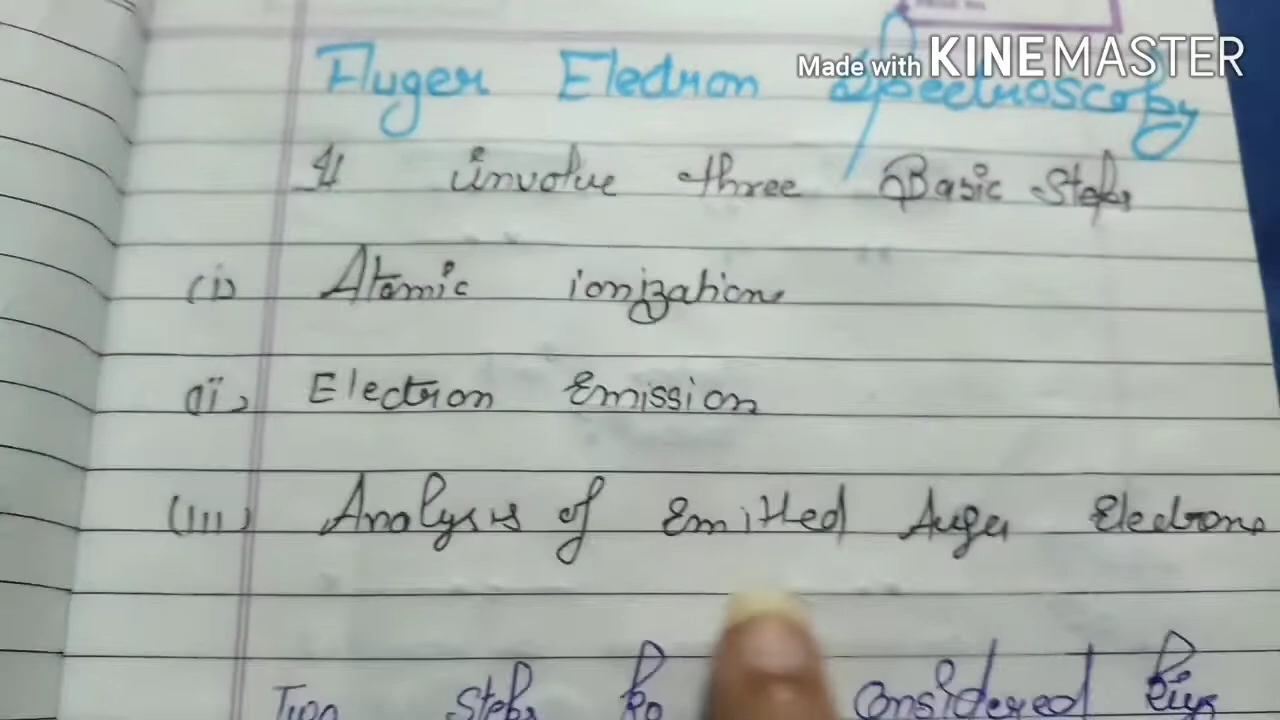 Made with KINEMASTER
Auger Electron Spectroscopy
It involve three Basic Steps
(i) Atomic ionization
(ii) Electron Emission
(iii) Analysis of Emitted Auger Electrons
Two Steps ko Considered